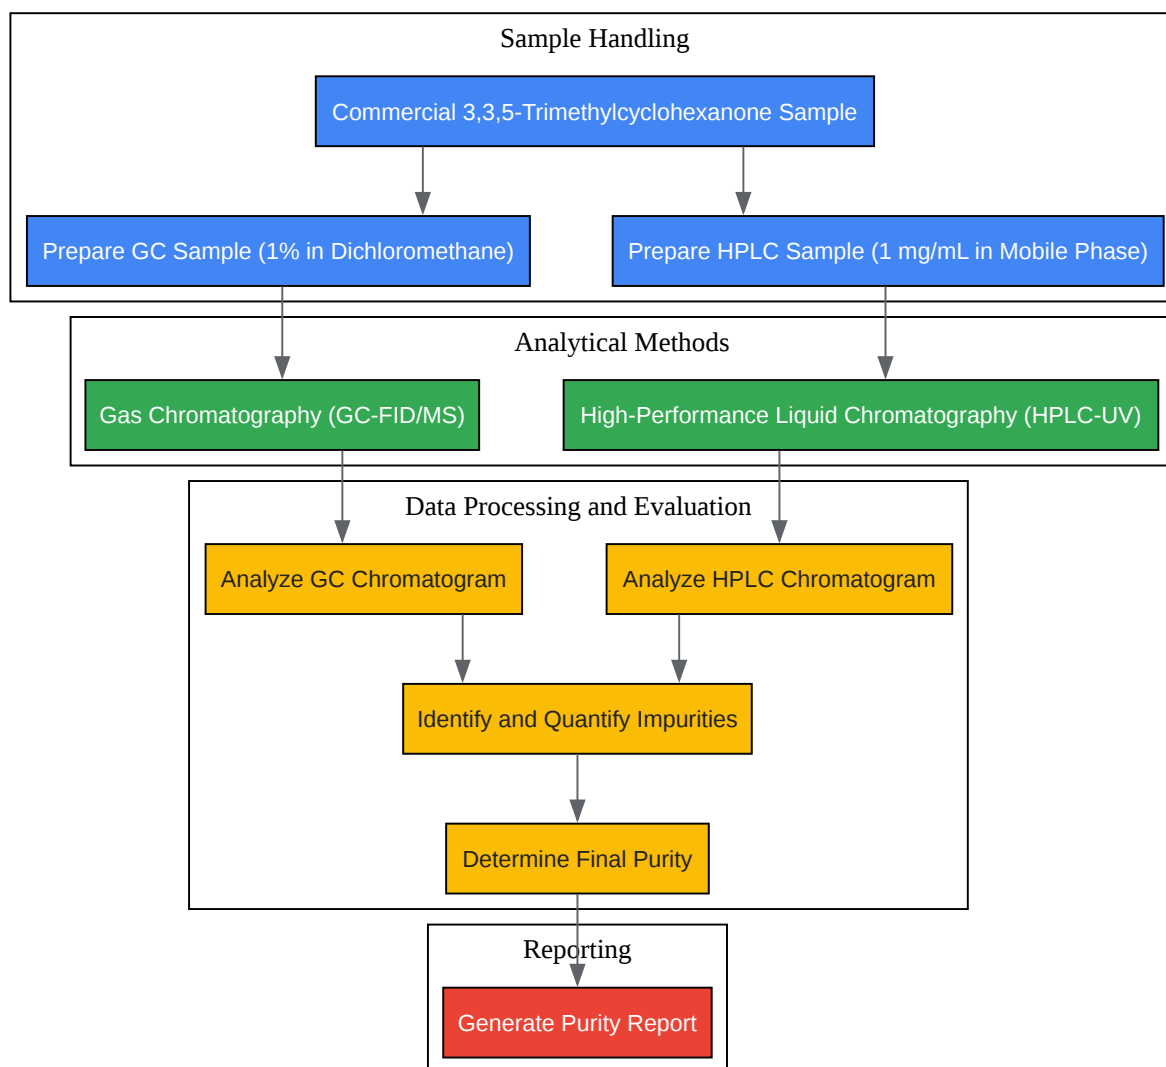 Sample Handling
Commercial 3,3,5-Trimethylcyclohexanone Sample
Prepare GC Sample (1% in Dichloromethane)
Prepare HPLC Sample (1 mg/mL in Mobile Phase)
Analytical Methods
Gas Chromatography (GC-FID/MS)
High-Performance Liquid Chromatography (HPLC-UV)
Data Processing and Evaluation
Analyze GC Chromatogram
Analyze HPLC Chromatogram
Identify and Quantify Impurities
Determine Final Purity
Reporting
Generate Purity Report